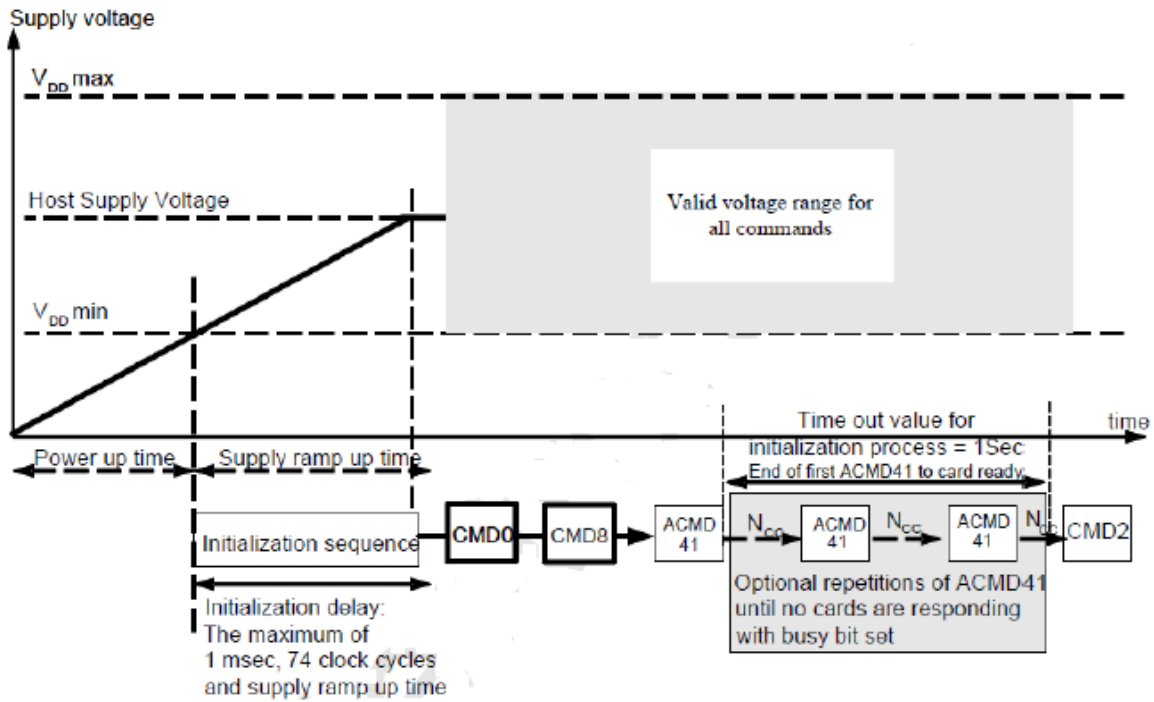 Supply voltage
V_DD max
Host Supply Voltage
Valid voltage range for
all commands
V_DD min
Time out value for
time
initialization process = 1Sec
End of first ACMD41 to card ready
Power up time
Supply ramp up time
Initialization sequence
CMD0
CMD8
ACMD
41
N_CC
ACMD
41
N_CC
ACMD
41
N_CC
CMD2
Optional repetitions of ACMD41
until no cards are responding
with busy bit set
Initialization delay:
The maximum of
1 msec, 74 clock cycles
and supply ramp up time